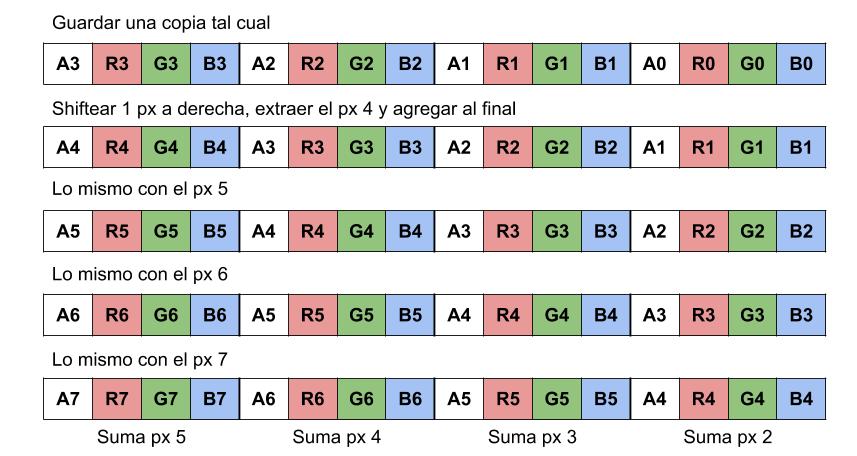 Guardar una copia tal cual
A3 R3 G3 B3 A2 R2 G2 B2 A1 R1 G1 B1 A0 R0 G0 B0
Shiftear 1 px a derecha, extraer el px 4 y agregar al final
A4 R4 G4 B4 A3 R3 G3 B3 A2 R2 G2 B2 A1 R1 G1 B1
Lo mismo con el px 5
A5 R5 G5 B5 A4 R4 G4 B4 A3 R3 G3 B3 A2 R2 G2 B2
Lo mismo con el px 6
A6 R6 G6 B6 A5 R5 G5 B5 A4 R4 G4 B4 A3 R3 G3 B3
Lo mismo con el px 7
A7 R7 G7 B7 A6 R6 G6 B6 A5 R5 G5 B5 A4 R4 G4 B4
Suma px 5 Suma px 4 Suma px 3 Suma px 2